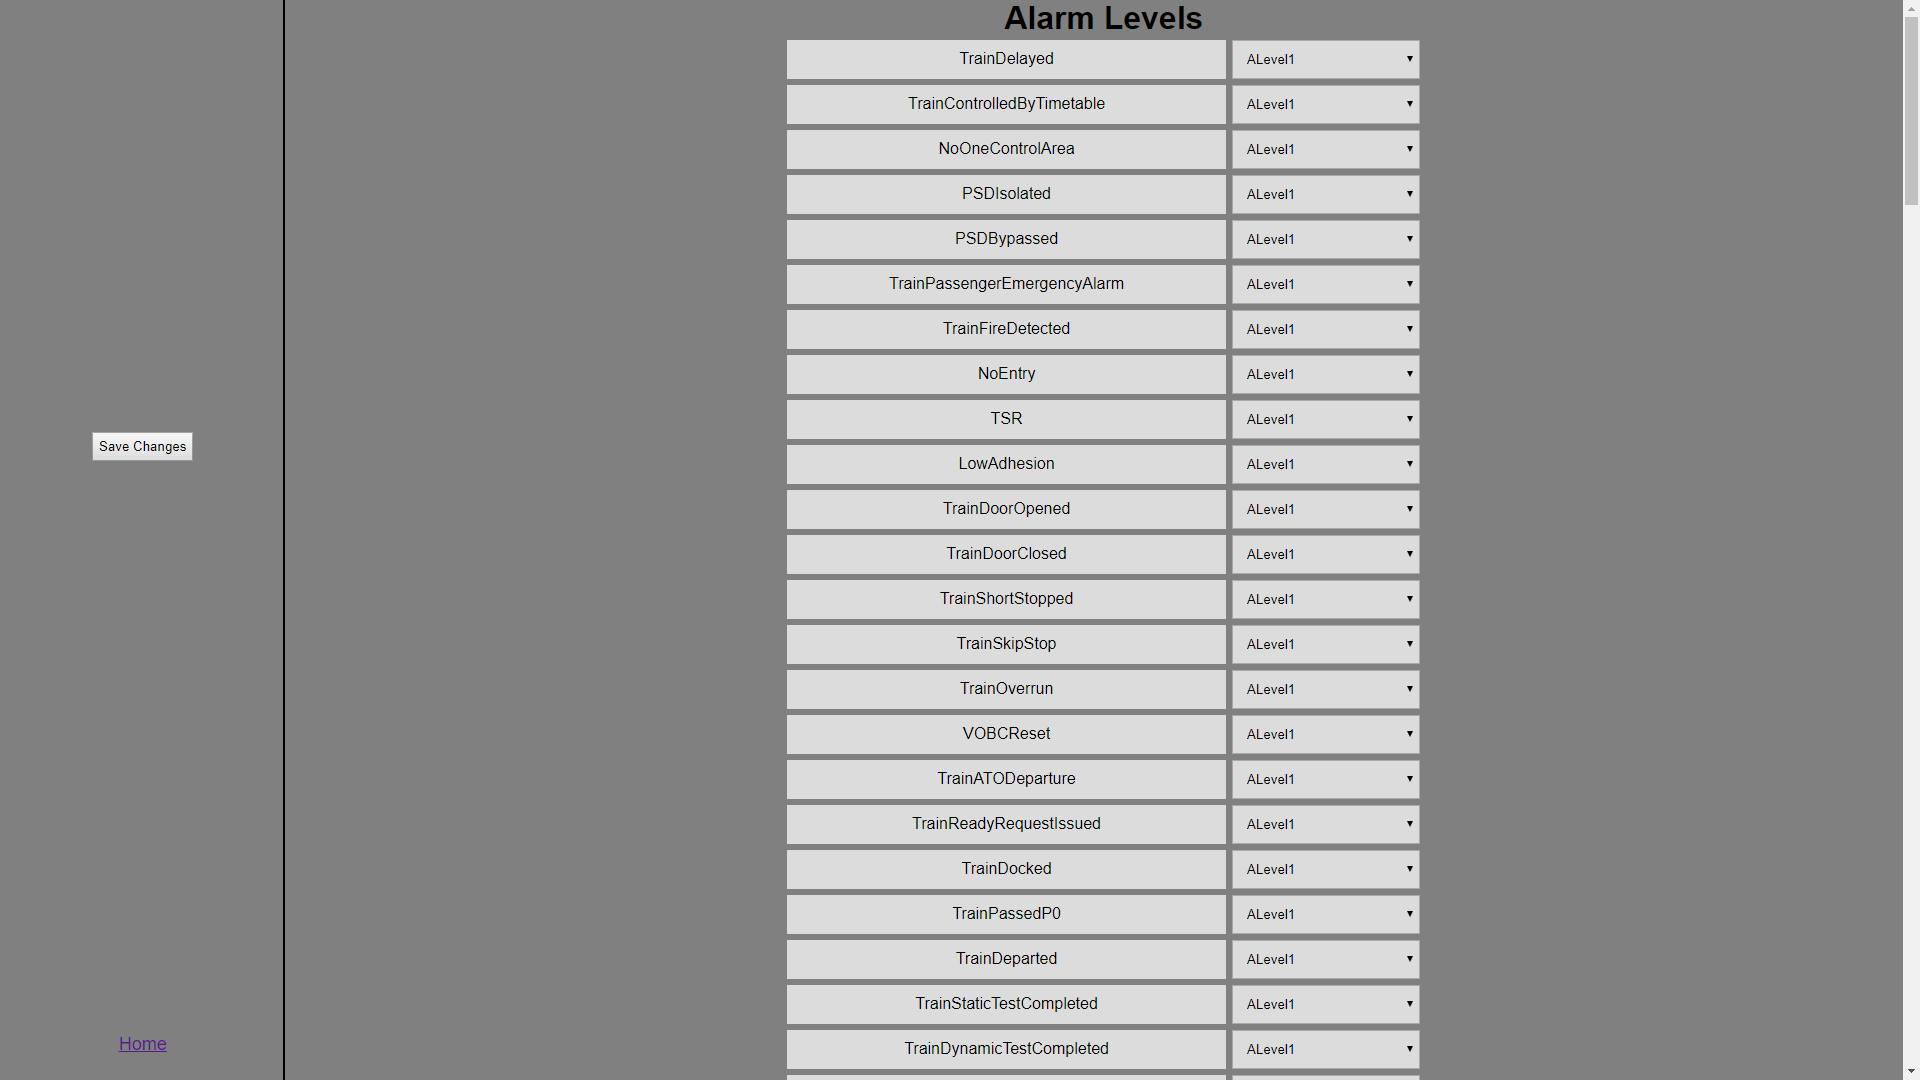 Alarm Levels
TrainDelayed ALevel1
TrainControlledByTimetable ALevel1
NoOneControlArea ALevel1
PSDIsolated ALevel1
PSDBypassed ALevel1
TrainPassengerEmergencyAlarm ALevel1
TrainFireDetected ALevel1
NoEntry ALevel1
TSR ALevel1
LowAdhesion ALevel1
TrainDoorOpened ALevel1
TrainDoorClosed ALevel1
TrainShortStopped ALevel1
TrainSkipStop ALevel1
TrainOverrun ALevel1
VOBCReset ALevel1
TrainATODeparture ALevel1
TrainReadyRequestIssued ALevel1
TrainDocked ALevel1
TrainPassedP0 ALevel1
TrainDeparted ALevel1
TrainStaticTestCompleted ALevel1
TrainDynamicTestCompleted ALevel1
Save Changes
Home